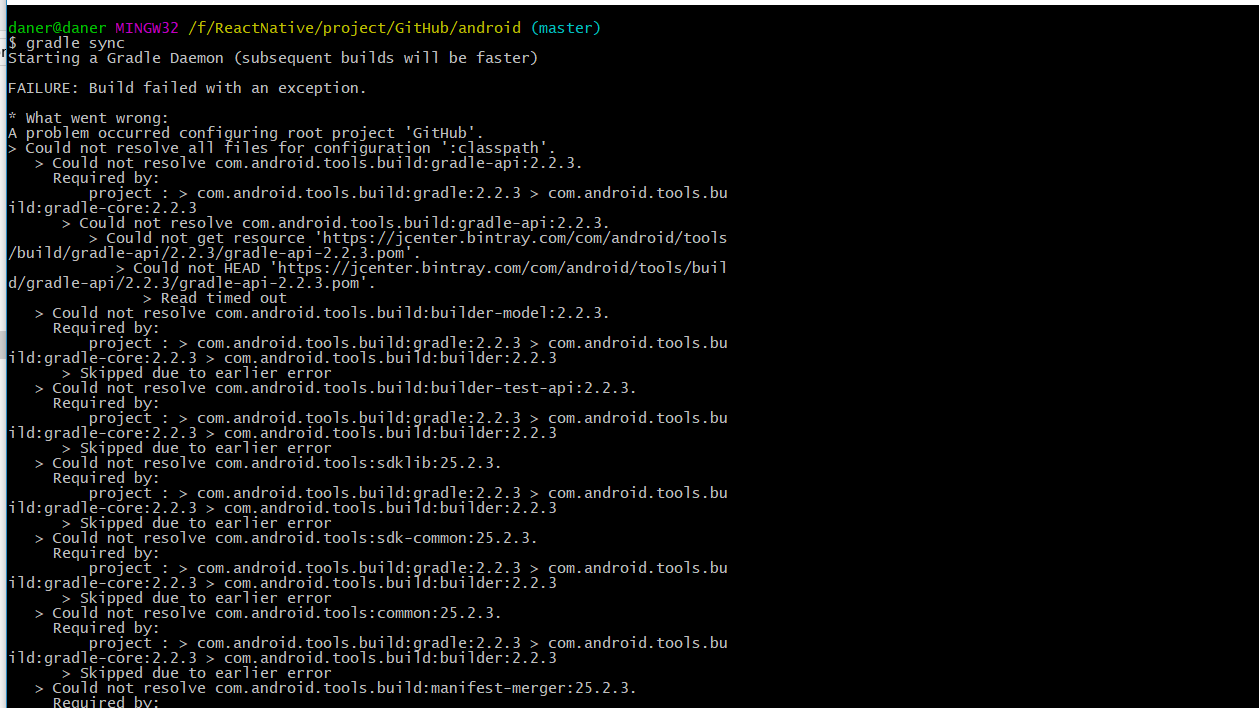 daner@daner MINGW32 /f/ReactNative/project/GitHub/android (master)
$ gradle sync
Starting a Gradle Daemon (subsequent builds will be faster)
FAILURE: Build failed with an exception.
* What went wrong:
A problem occurred configuring root project 'GitHub'.
> Could not resolve all files for configuration ':classpath'.
> Could not resolve com.android.tools.build:gradle-api:2.2.3.
Required by:
project : > com.android.tools.build:gradle:2.2.3 > com.android.tools.bu
ild:gradle-core:2.2.3
> Could not resolve com.android.tools.build:gradle-api:2.2.3.
> Could not get resource 'https://jcenter.bintray.com/com/android/tools
/build/gradle-api/2.2.3/gradle-api-2.2.3.pom'.
> Could not HEAD 'https://jcenter.bintray.com/com/android/tools/buil
d/gradle-api/2.2.3/gradle-api-2.2.3.pom'.
> Read timed out
> Could not resolve com.android.tools.build:builder-model:2.2.3.
Required by:
project : > com.android.tools.build:gradle:2.2.3 > com.android.tools.bu
ild:gradle-core:2.2.3 > com.android.tools.build:builder:2.2.3
> Skipped due to earlier error
> Could not resolve com.android.tools.build:builder-test-api:2.2.3.
Required by:
project : > com.android.tools.build:gradle:2.2.3 > com.android.tools.bu
ild:gradle-core:2.2.3 > com.android.tools.build:builder:2.2.3
> Skipped due to earlier error
> Could not resolve com.android.tools:sdklib:25.2.3.
Required by:
project : > com.android.tools.build:gradle:2.2.3 > com.android.tools.bu
ild:gradle-core:2.2.3 > com.android.tools.build:builder:2.2.3
> Skipped due to earlier error
> Could not resolve com.android.tools:sdk-common:25.2.3.
Required by:
project : > com.android.tools.build:gradle:2.2.3 > com.android.tools.bu
ild:gradle-core:2.2.3 > com.android.tools.build:builder:2.2.3
> Skipped due to earlier error
> Could not resolve com.android.tools:common:25.2.3.
Required by:
project : > com.android.tools.build:gradle:2.2.3 > com.android.tools.bu
ild:gradle-core:2.2.3 > com.android.tools.build:builder:2.2.3
> Skipped due to earlier error
> Could not resolve com.android.tools.build:manifest-merger:25.2.3.
Required by: